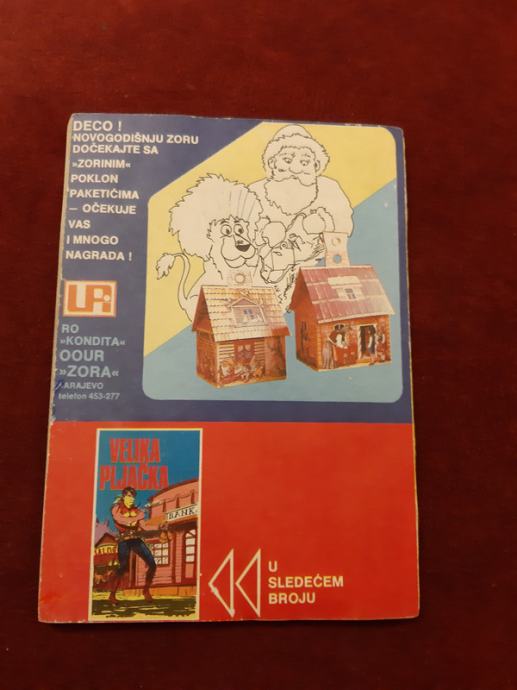 DECO !
NOVOGODIŠNJU ZORU
DOČEKAJTE SA
»ZORINIM«
POKLON
PAKETIĆIMA
— OČEKUJE
VAS
I MNOGO
NAGRADA !
RO
»KONDITA«
OOUR
»ZORA«
SARAJEVO
telefon 453-277
VELIKA
PLJAČKA
BANK
U
SLEDEĆEM
BROJU